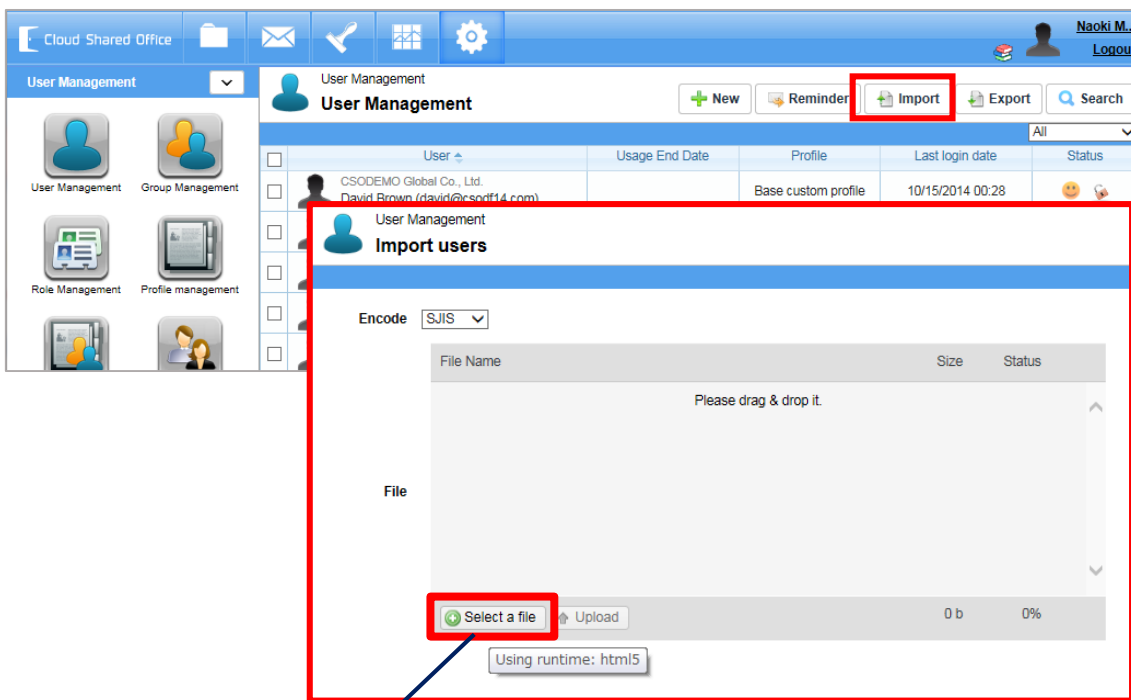 Cloud Shared Office
Naoki M..
Logou
User Management
User Management
User Management
New
Reminder
Import
Export
Search
All
User
Usage End Date
Profile
Last login date
Status
CSODEMO Global Co., Ltd.
David Brown (david@csodf14.com)
Base custom profile
10/15/2014 00:28
User Management
Group Management
Role Management
Profile management
User Management
Import users
Encode
SJIS
File Name
Size
Status
Please drag & drop it.
File
Select a file
Upload
0 b
0%
Using runtime: html5